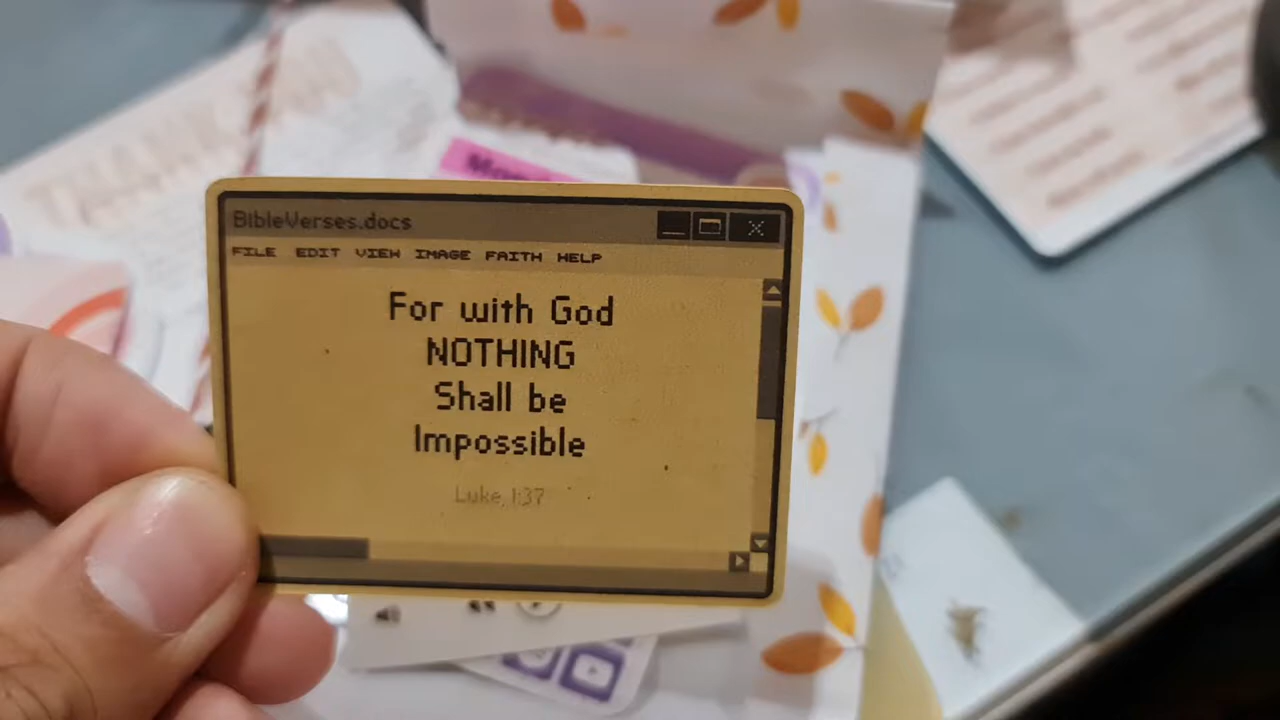 BibleVerses.docs
FILE EDIT VIEW IMAGE FAITH HELP
For with God
NOTHING
Shall be
Impossible
Luke, 1:37